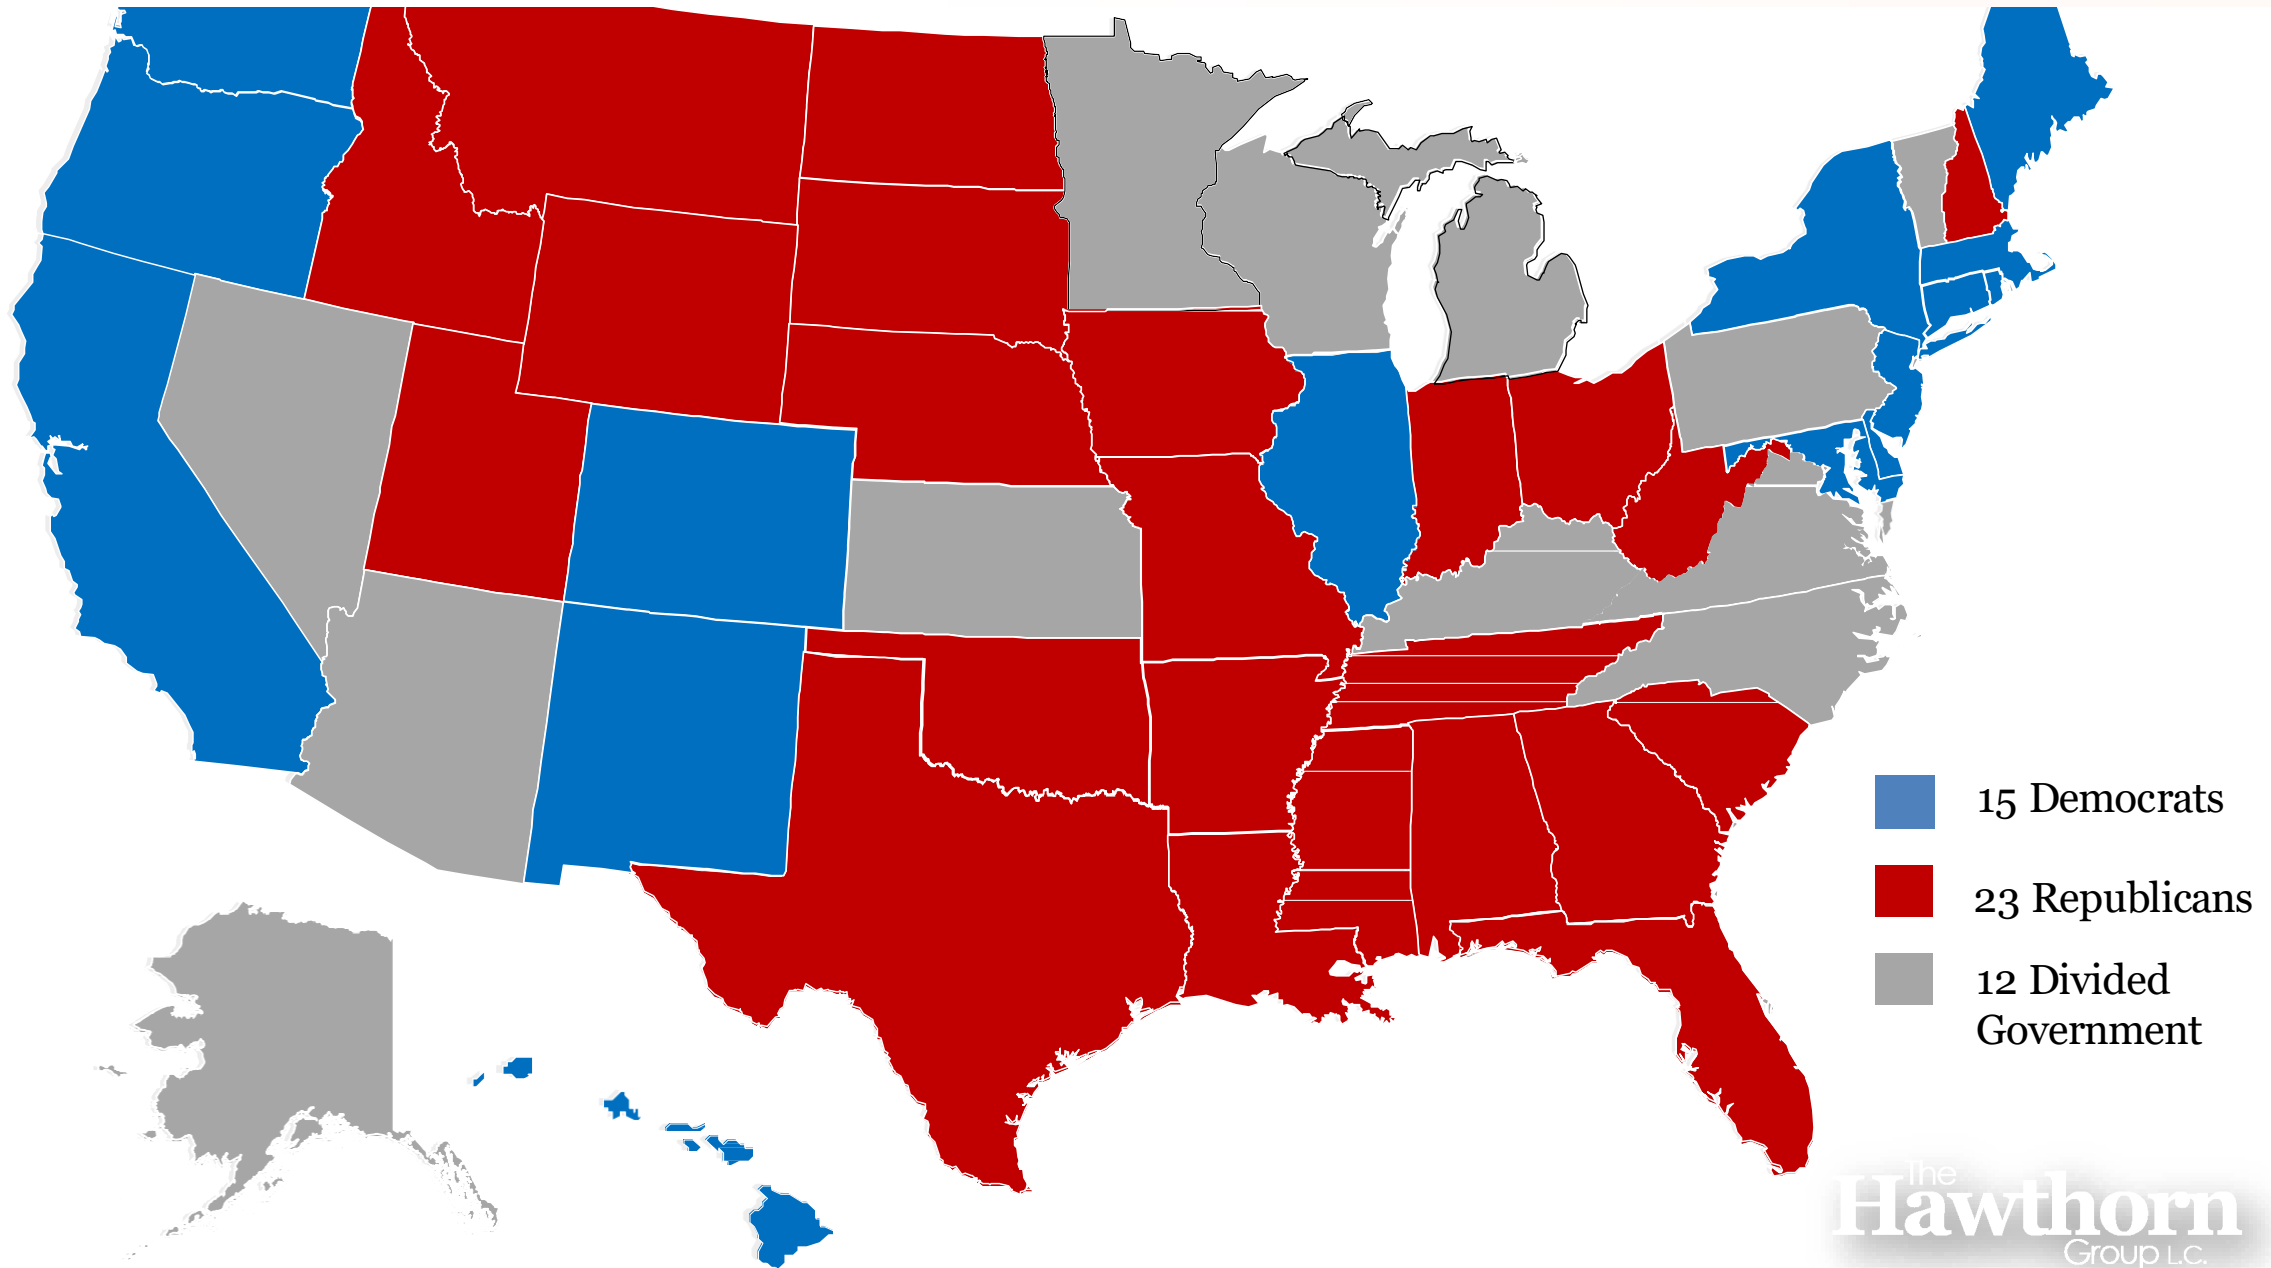 15 Democrats
23 Republicans
12 Divided
Government
The
Hawthorn
Group L.C.